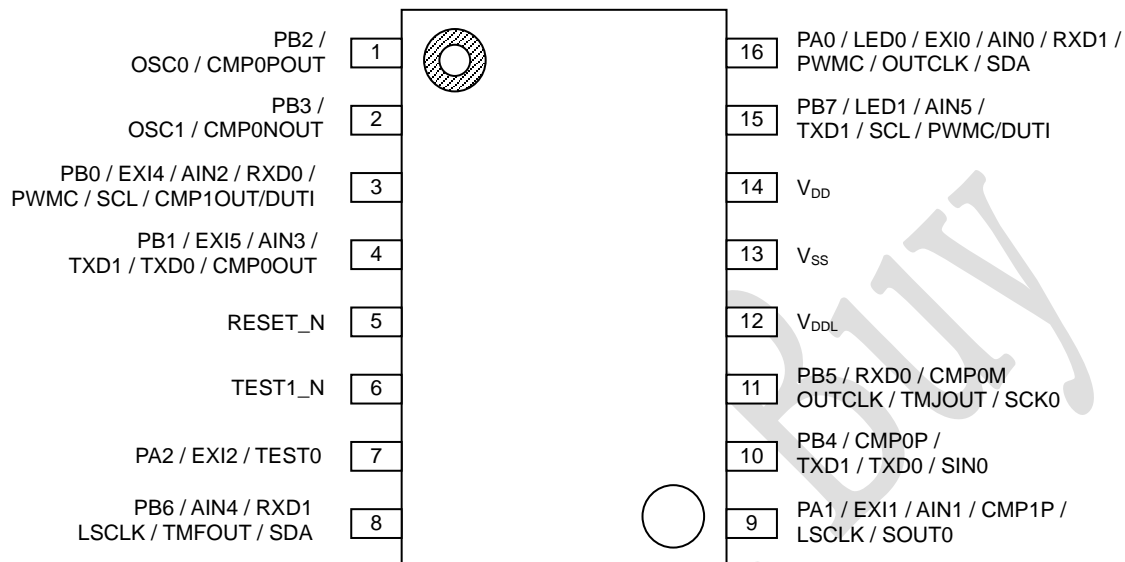 PB2 /
OSC0 / CMP0POUT
1
PB3 /
OSC1 / CMP0NOUT
2
PB0 / EXI4 / AIN2 / RXD0 /
PWMC / SCL / CMP1OUT/DUTI
3
PB1 / EXI5 / AIN3 /
TXD1 / TXD0 / CMP0OUT
4
RESET_N
5
TEST1_N
6
PA2 / EXI2 / TEST0
7
PB6 / AIN4 / RXD1
LSCLK / TMFOUT / SDA
8
16
PA0 / LED0 / EXI0 / AIN0 / RXD1 /
PWMC / OUTCLK / SDA
15
PB7 / LED1 / AIN5 /
TXD1 / SCL / PWMC/DUTI
14
VDD
13
VSS
12
VDDL
11
PB5 / RXD0 / CMP0M
OUTCLK / TMJOUT / SCK0
10
PB4 / CMP0P /
TXD1 / TXD0 / SIN0
9
PA1 / EXI1 / AIN1 / CMP1P /
LSCLK / SOUT0
Buy